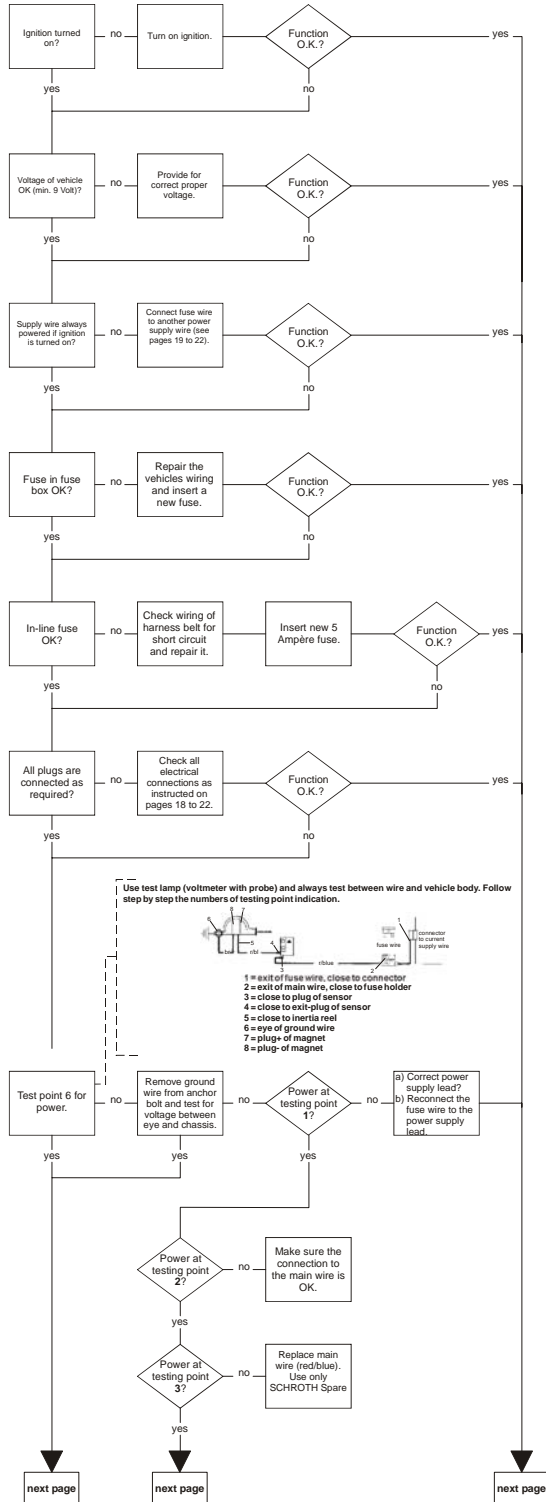 Ignition turned
on?
no
Turn on ignition.
Function
O.K.?
yes
yes
no
Voltage of vehicle
OK (min. 9 Volt)?
no
Provide for
correct proper
voltage.
Function
O.K.?
yes
yes
no
Supply wire always
powered if ignition
is turned on?
no
Connect fuse wire
to another power
supply wire (see
pages 19 to 22).
Function
O.K.?
yes
yes
no
Fuse in fuse
box OK?
no
Repair the
vehicles wiring
and insert a
new fuse.
Function
O.K.?
yes
yes
no
In-line fuse
OK?
no
Check wiring of
harness belt for
short circuit
and repair it.
Insert new 5
Ampère fuse.
Function
O.K.?
yes
yes
no
All plugs are
connected as
required?
no
Check all
electrical
connections as
instructed on
pages 18 to 22.
Function
O.K.?
yes
yes
no
Use test lamp (voltmeter with probe) and always test between wire and vehicle body. Follow
step by step the numbers of testing point indication.
8
6
7
5
4
3
r/bl
r/blue
2
1
fuse wire
connector
to current
supply wire
1 = exit of fuse wire, close to connector
2 = exit of main wire, close to fuse holder
3 = close to plug of sensor
4 = close to exit-plug of sensor
5 = close to inertia reel
6 = eye of ground wire
7 = plug+ of magnet
8 = plug- of magnet
Test point 6 for
power.
no
Remove ground
wire from anchor
bolt and test for
voltage between
eye and chassis.
no
Power at
testing point
1?
no
a) Correct power
supply lead?
b) Reconnect the
fuse wire to the
power supply
lead.
yes
yes
yes
Power at
testing point
2?
no
Make sure the
connection to
the main wire is
OK.
yes
Power at
testing point
3?
no
Replace main
wire (red/blue).
Use only
SCHROTH Spare
yes
next page
next page
next page